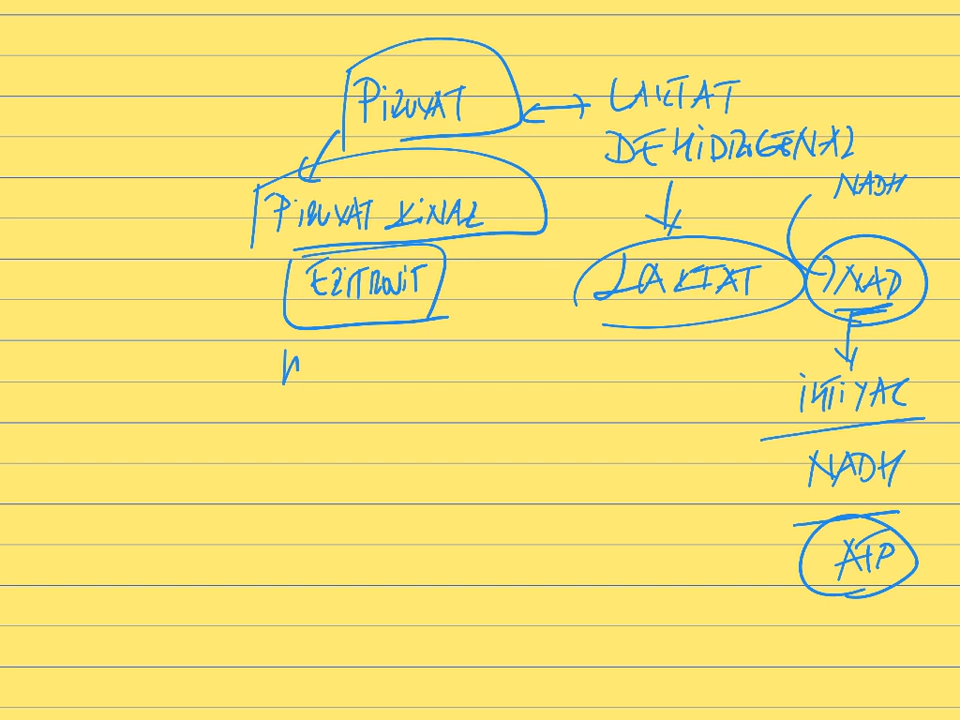 PİRUVAT
LAKTAT
DEHİDROGENAZ
NADH
PİRUVAT KİNAZ
ERİTROSİT
LAKTAT
NAD
İHTİYAC
NADH
ATP